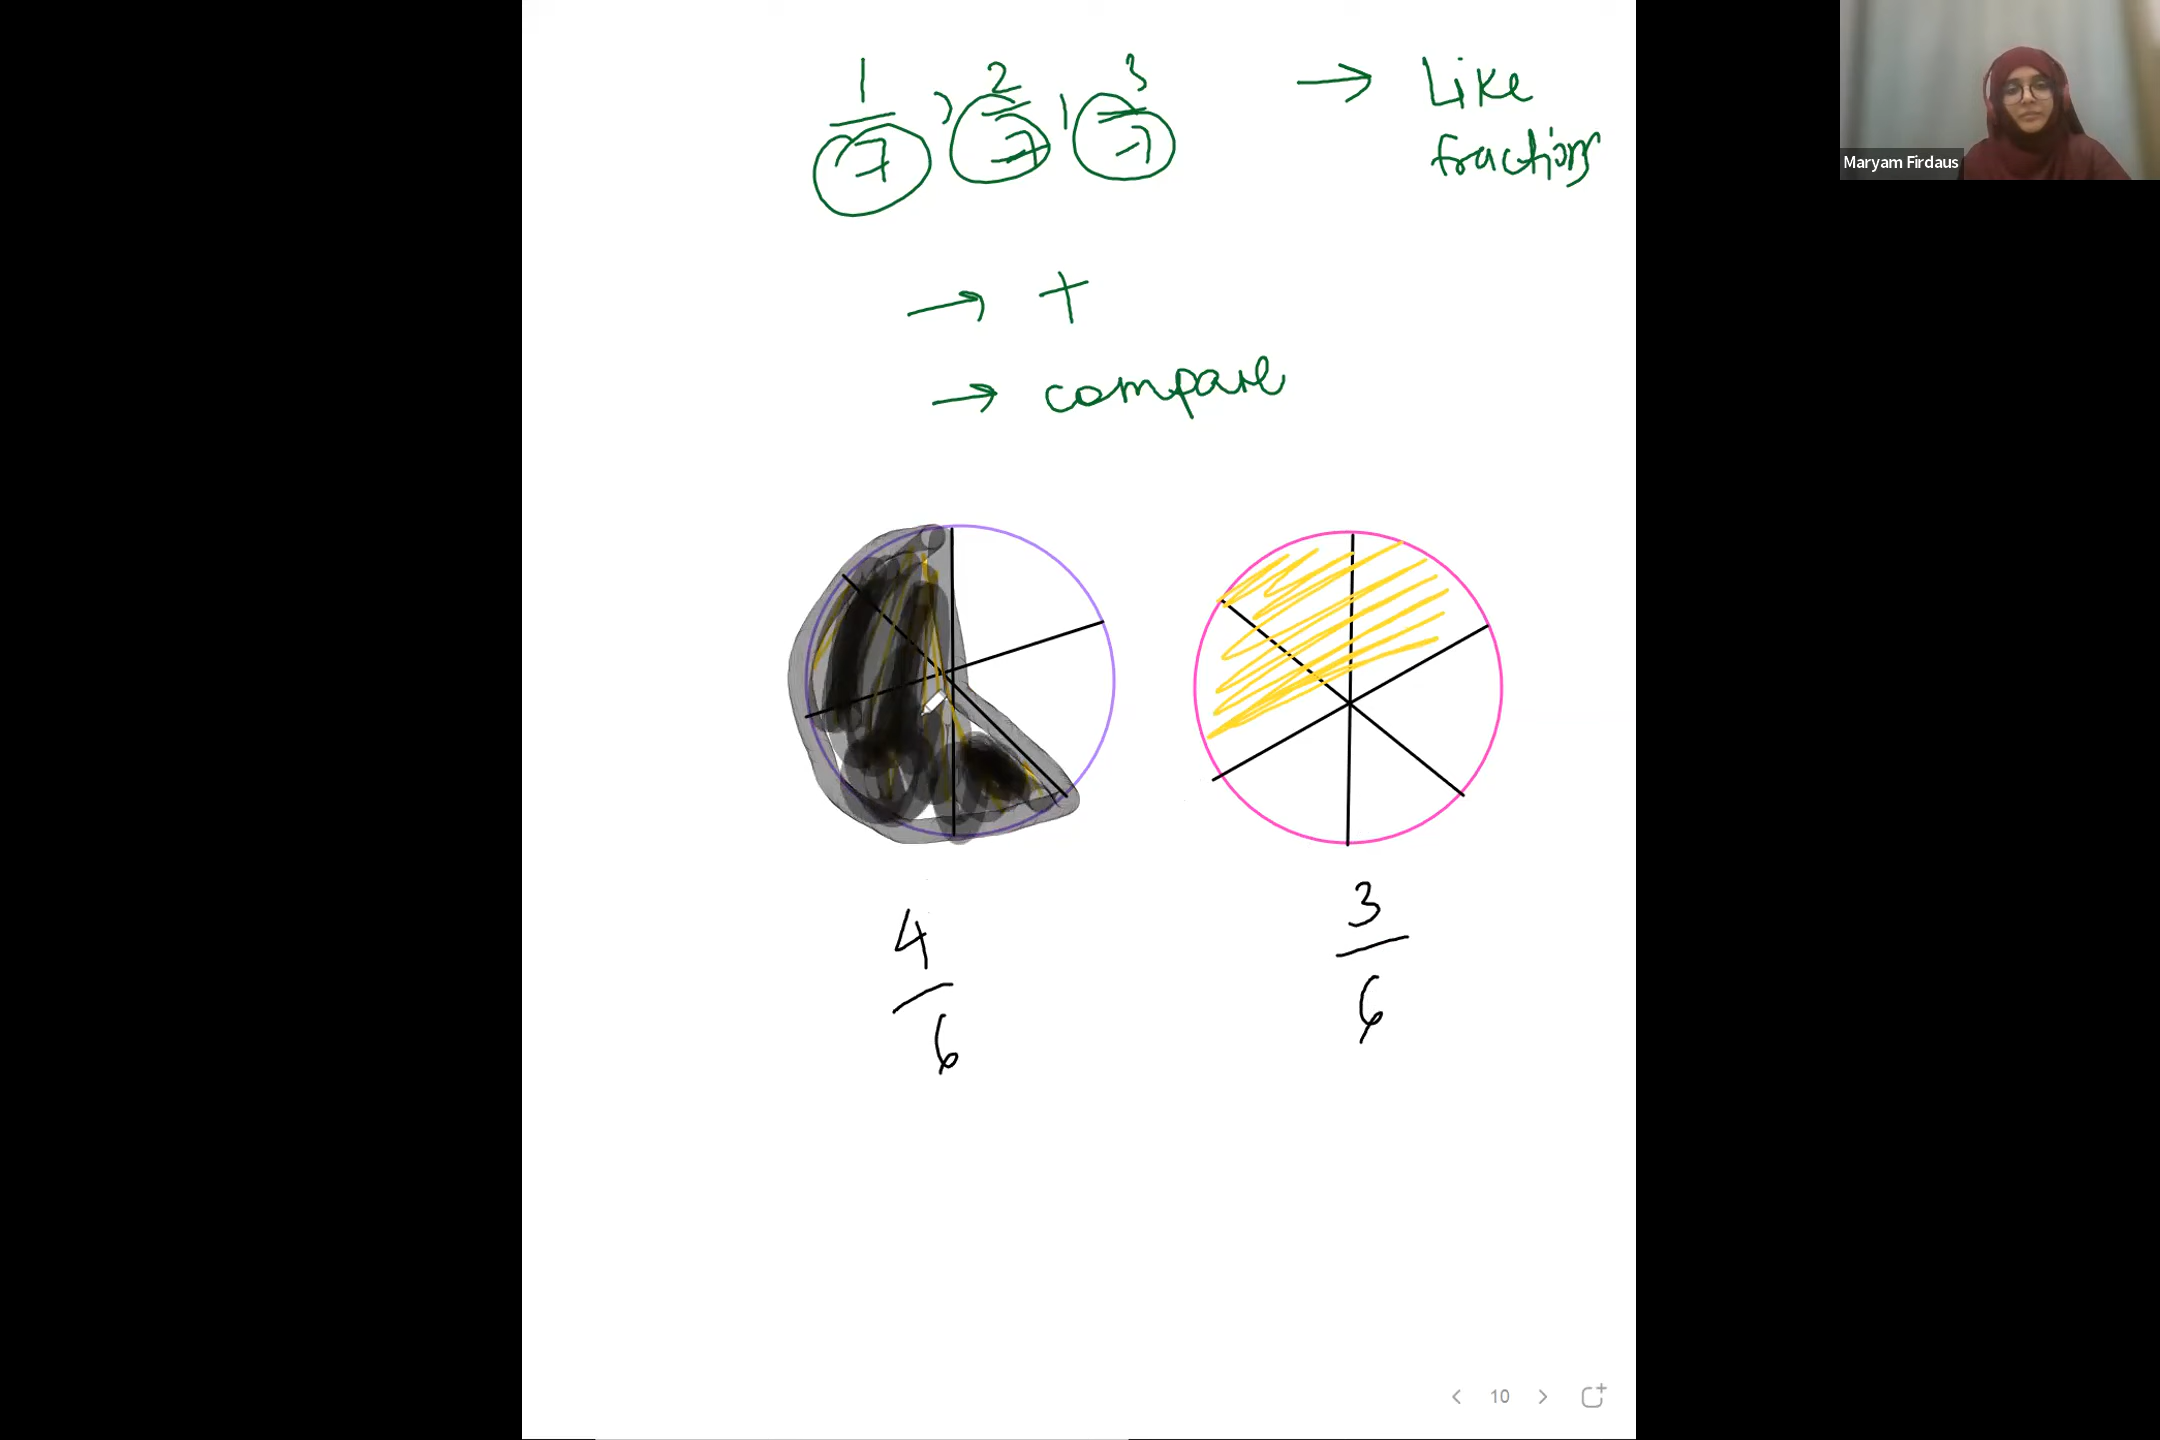 1/7 , 2/7 , 3/7 → Like
fractions
→ +
→ compare
4/6 3/6
Maryam Firdaus
< 10 >